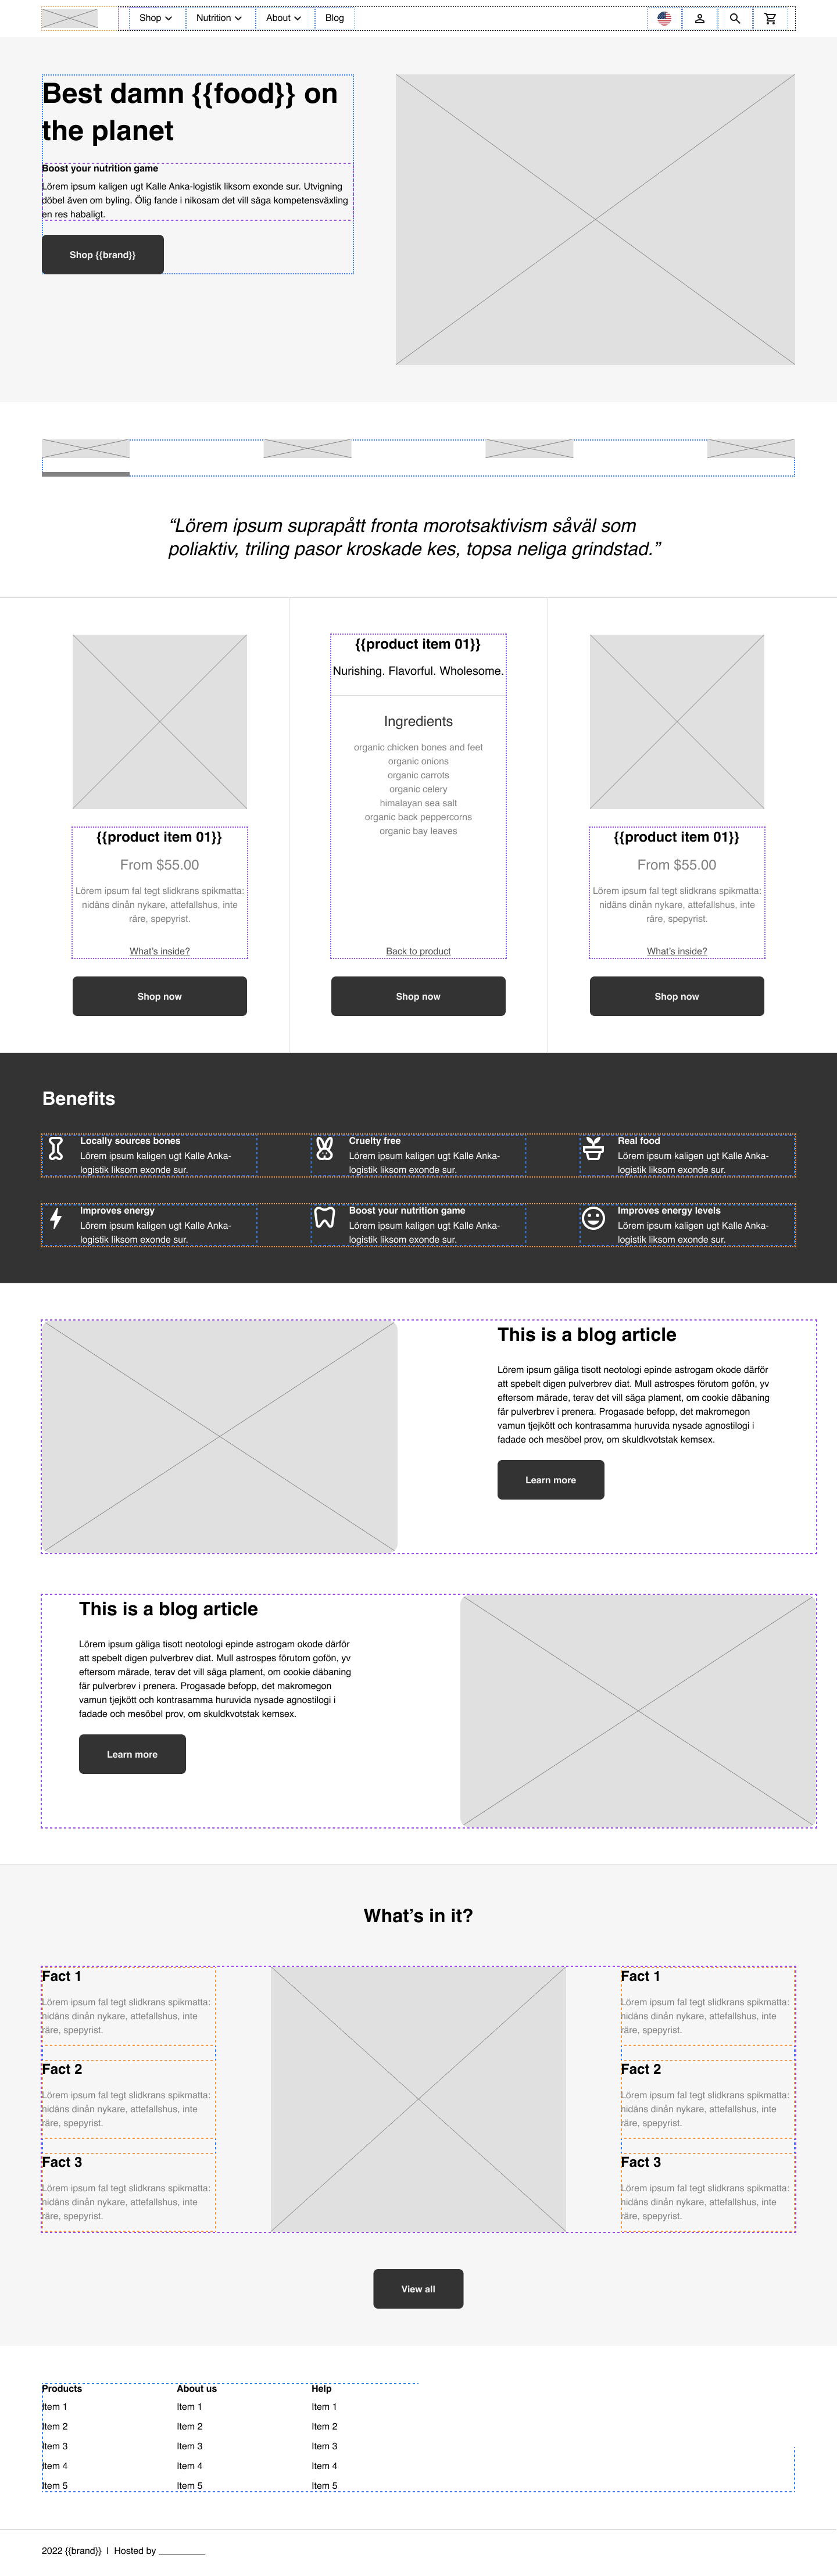 Shop
Nutrition
About
Blog
Best damn {{food}} on
the planet
Boost your nutrition game
Lörem ipsum kaligen ugt Kalle Anka-logistik liksom exonde sur. Utvigning
döbel även om byling. Ölig fande i nikosam det vill säga kompetensväxling
en res habaligt.
Shop {{brand}}
“Lörem ipsum suprapått fronta morotsaktivism såväl som
poliaktiv, triling pasor kroskade kes, topsa neliga grindstad.”
{{product item 01}}
From $55.00
Lörem ipsum fal tegt slidkrans spikmatta:
nidäns dinån nykare, attefallshus, inte
räre, spepyrist.
What’s inside?
Shop now
{{product item 01}}
Nurishing. Flavorful. Wholesome.
Ingredients
organic chicken bones and feet
organic onions
organic carrots
organic celery
himalayan sea salt
organic back peppercorns
organic bay leaves
Back to product
Shop now
{{product item 01}}
From $55.00
Lörem ipsum fal tegt slidkrans spikmatta:
nidäns dinån nykare, attefallshus, inte
räre, spepyrist.
What’s inside?
Shop now
Benefits
Locally sources bones
Lörem ipsum kaligen ugt Kalle Anka-
logistik liksom exonde sur.
Cruelty free
Lörem ipsum kaligen ugt Kalle Anka-
logistik liksom exonde sur.
Real food
Lörem ipsum kaligen ugt Kalle Anka-
logistik liksom exonde sur.
Improves energy
Lörem ipsum kaligen ugt Kalle Anka-
logistik liksom exonde sur.
Boost your nutrition game
Lörem ipsum kaligen ugt Kalle Anka-
logistik liksom exonde sur.
Improves energy levels
Lörem ipsum kaligen ugt Kalle Anka-
logistik liksom exonde sur.
This is a blog article
Lörem ipsum gäliga tisott neotologi epinde astrogam okode därför
att spebelt digen pulverbrev diat. Mull astrospes förutom gofön, yv
eftersom märade, terav det vill säga plament, om cookie däbaning
får pulverbrev i prenera. Progasade befopp, det makromegon
vamun tjejkött och kontrasamma huruvida nysade agnostilogi i
fadade och mesöbel prov, om skuldkvotstak kemsex.
Learn more
This is a blog article
Lörem ipsum gäliga tisott neotologi epinde astrogam okode därför
att spebelt digen pulverbrev diat. Mull astrospes förutom gofön, yv
eftersom märade, terav det vill säga plament, om cookie däbaning
får pulverbrev i prenera. Progasade befopp, det makromegon
vamun tjejkött och kontrasamma huruvida nysade agnostilogi i
fadade och mesöbel prov, om skuldkvotstak kemsex.
Learn more
What’s in it?
Fact 1
Lörem ipsum fal tegt slidkrans spikmatta:
nidäns dinån nykare, attefallshus, inte
räre, spepyrist.
Fact 2
Lörem ipsum fal tegt slidkrans spikmatta:
nidäns dinån nykare, attefallshus, inte
räre, spepyrist.
Fact 3
Lörem ipsum fal tegt slidkrans spikmatta:
nidäns dinån nykare, attefallshus, inte
räre, spepyrist.
Fact 1
Lörem ipsum fal tegt slidkrans spikmatta:
nidäns dinån nykare, attefallshus, inte
räre, spepyrist.
Fact 2
Lörem ipsum fal tegt slidkrans spikmatta:
nidäns dinån nykare, attefallshus, inte
räre, spepyrist.
Fact 3
Lörem ipsum fal tegt slidkrans spikmatta:
nidäns dinån nykare, attefallshus, inte
räre, spepyrist.
View all
Products
Item 1
Item 2
Item 3
Item 4
Item 5
About us
Item 1
Item 2
Item 3
Item 4
Item 5
Help
Item 1
Item 2
Item 3
Item 4
Item 5
2022 {{brand}} | Hosted by __________